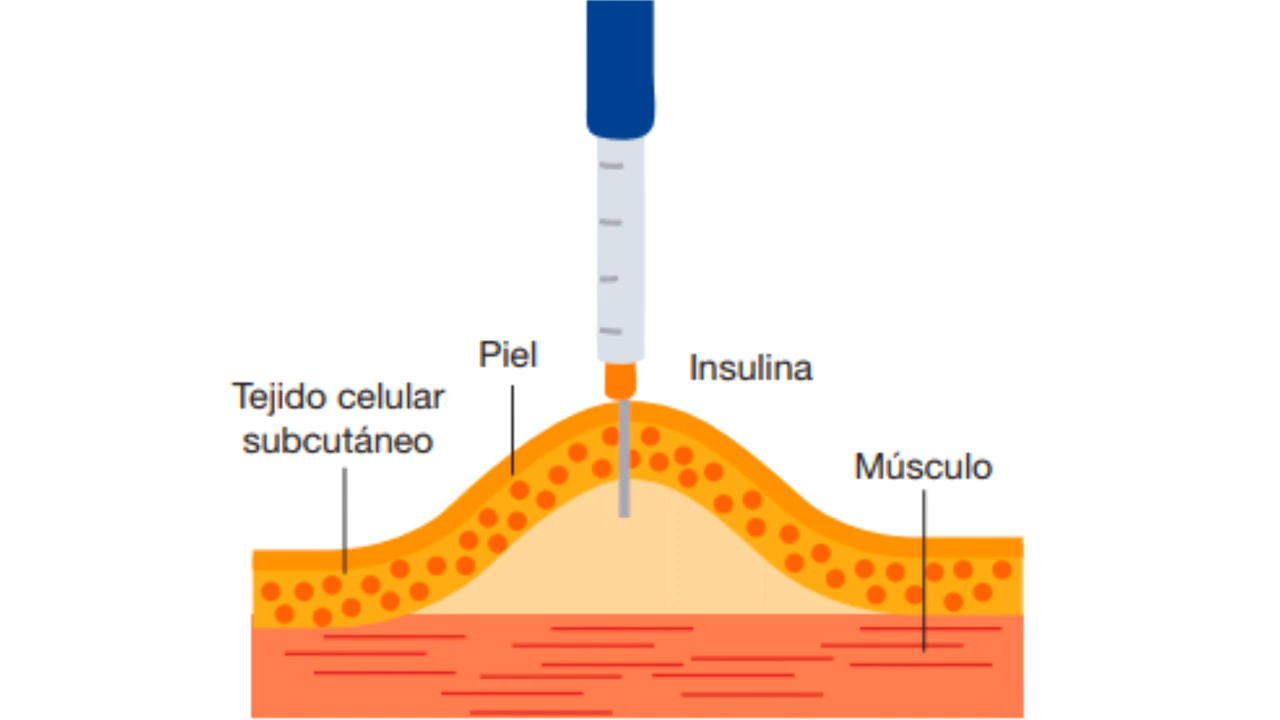 Piel
Insulina
Tejido celular
subcutáneo
Músculo